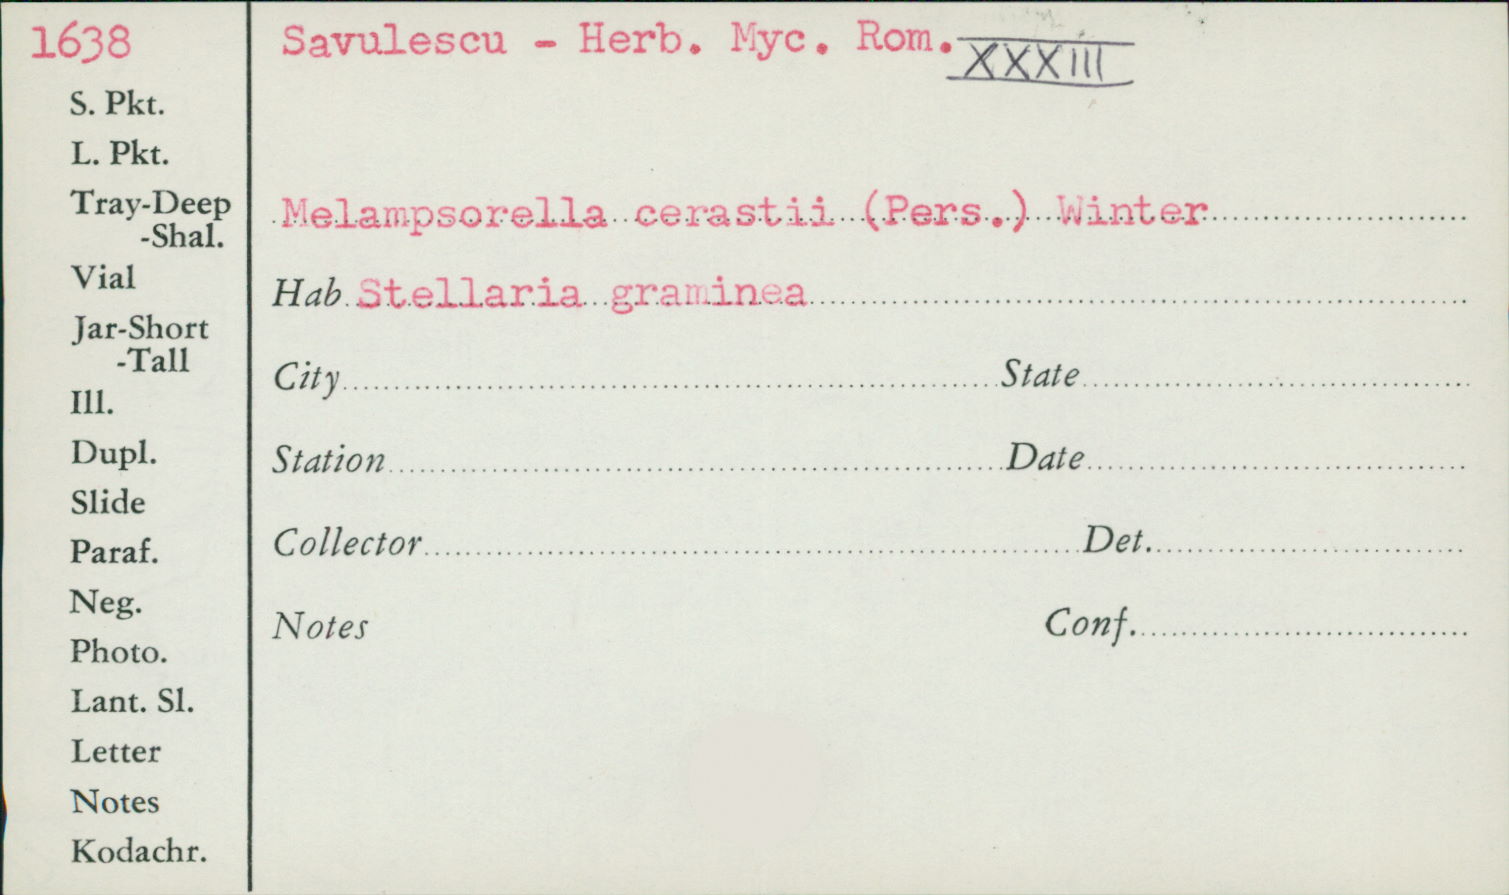 1638
Savulescu - Herb. Myc. Rom. XXXIII
S. Pkt.
L. Pkt.
Tray-Deep
-Shal.
Vial
Jar-Short
-Tall
Ill.
Dupl.
Slide
Paraf.
Neg.
Photo.
Lant. Sl.
Letter
Notes
Kodachr.
Melampsorella cerastii (Pers.) Winter
Hab Stellaria graminea
City State
Station Date
Collector Det.
Notes Conf.